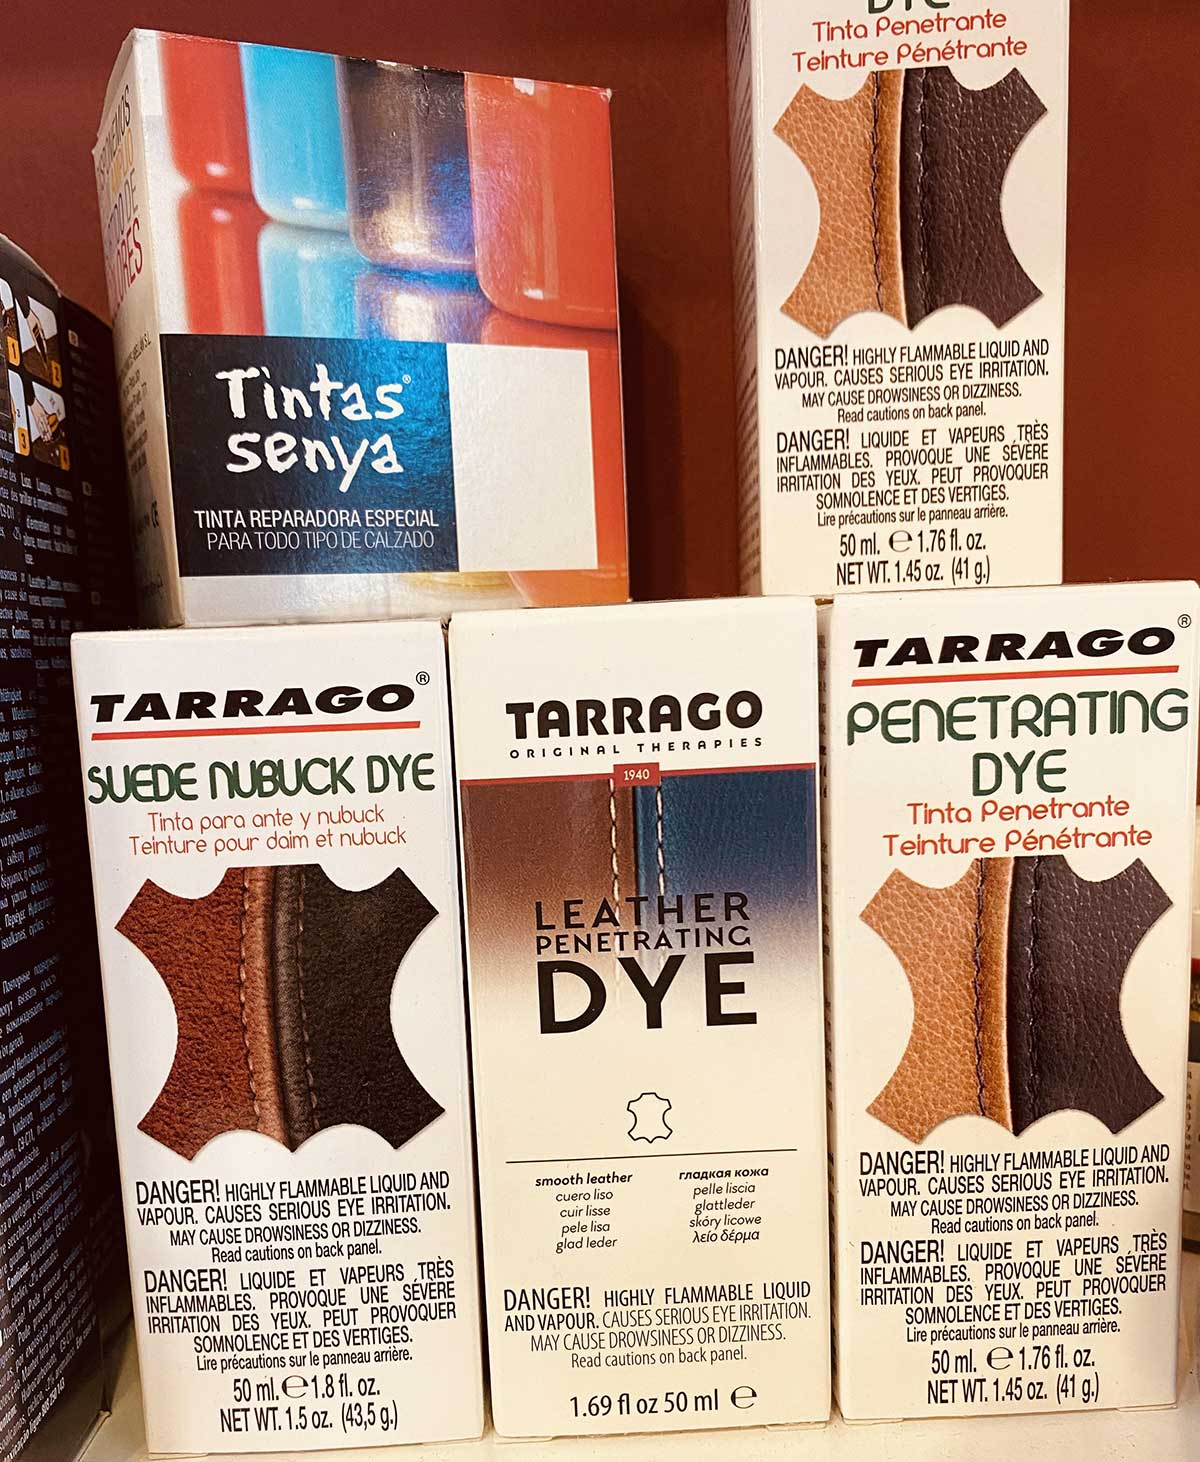 Tintas®
senya
TINTA REPARADORA ESPECIAL
PARA TODO TIPO DE CALZADO
DYE
Tinta Penetrante
Teinture Pénétrante
DANGER! HIGHLY FLAMMABLE LIQUID AND
VAPOUR. CAUSES SERIOUS EYE IRRITATION.
MAY CAUSE DROWSINESS OR DIZZINESS.
Read cautions on back panel.
DANGER! LIQUIDE ET VAPEURS TRÈS
INFLAMMABLES. PROVOQUE UNE SÉVÈRE
IRRITATION DES YEUX. PEUT PROVOQUER
SOMNOLENCE ET DES VERTIGES.
Lire précautions sur le panneau arrière.
50 ml. ℮ 1.76 fl. oz.
NET WT. 1.45 oz. (41 g.)
TARRAGO®
SUEDE NUBUCK DYE
Tinta para ante y nubuck
Teinture pour daim et nubuck
DANGER! HIGHLY FLAMMABLE LIQUID AND
VAPOUR. CAUSES SERIOUS EYE IRRITATION.
MAY CAUSE DROWSINESS OR DIZZINESS.
Read cautions on back panel.
DANGER! LIQUIDE ET VAPEURS TRÈS
INFLAMMABLES. PROVOQUE UNE SÉVÈRE
IRRITATION DES YEUX. PEUT PROVOQUER
SOMNOLENCE ET DES VERTIGES.
Lire précautions sur le panneau arrière.
50 ml. ℮ 1.8 fl. oz.
NET WT. 1.5 oz. (43,5 g.)
TARRAGO
ORIGINAL THERAPIES
1940
LEATHER
PENETRATING
DYE
smooth leather
cuero liso
cuir lisse
pele lisa
glad leder
гладкая кожа
pelle liscia
glattleder
skóry licowe
λείο δέρμα
DANGER! HIGHLY FLAMMABLE LIQUID
AND VAPOUR. CAUSES SERIOUS EYE IRRITATION.
MAY CAUSE DROWSINESS OR DIZZINESS.
Read cautions on back panel.
1.69 fl oz 50 ml ℮
TARRAGO®
PENETRATING
DYE
Tinta Penetrante
Teinture Pénétrante
DANGER! HIGHLY FLAMMABLE LIQUID AND
VAPOUR. CAUSES SERIOUS EYE IRRITATION.
MAY CAUSE DROWSINESS OR DIZZINESS.
Read cautions on back panel.
DANGER! LIQUIDE ET VAPEURS TRÈS
INFLAMMABLES. PROVOQUE UNE SÉVÈRE
IRRITATION DES YEUX. PEUT PROVOQUER
SOMNOLENCE ET DES VERTIGES.
Lire précautions sur le panneau arrière.
50 ml. ℮ 1.76 fl. oz.
NET WT. 1.45 oz. (41 g.)